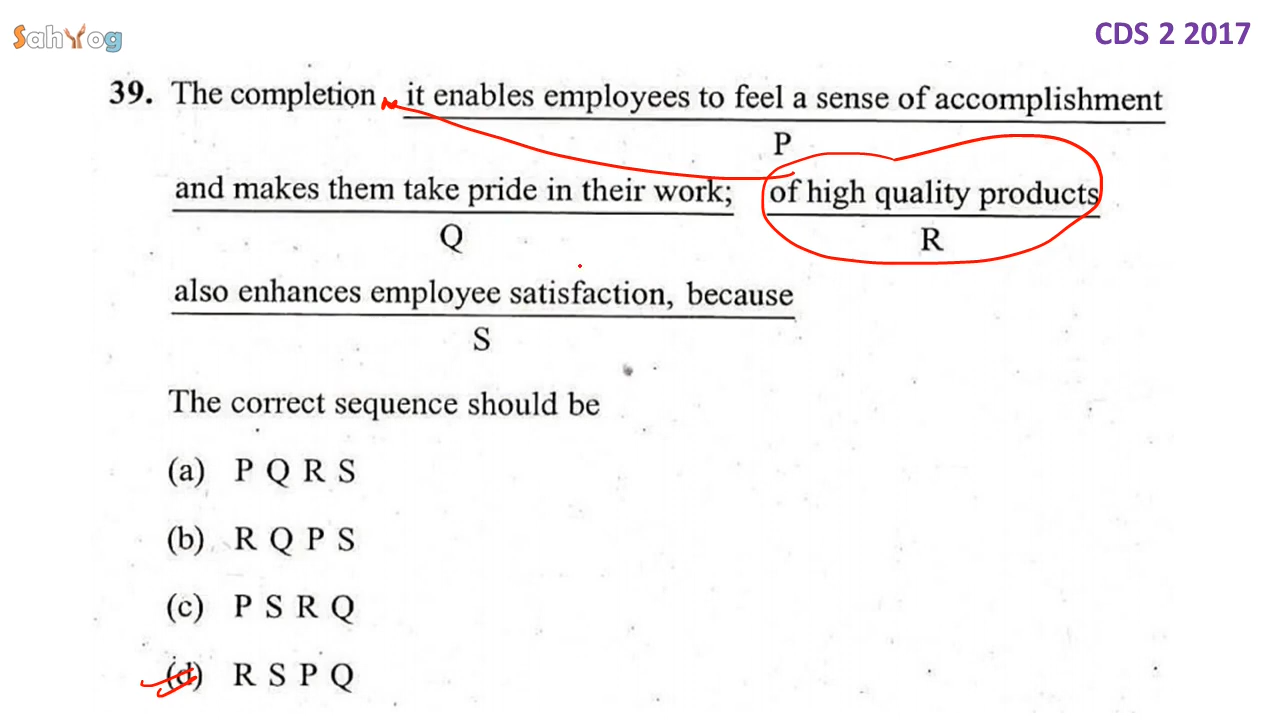 SahYog
CDS 2 2017
39. The completion it enables employees to feel a sense of accomplishment
P
and makes them take pride in their work; of high quality products
Q R
also enhances employee satisfaction, because
S
The correct sequence should be
(a) P Q R S
(b) R Q P S
(c) P S R Q
(d) R S P Q